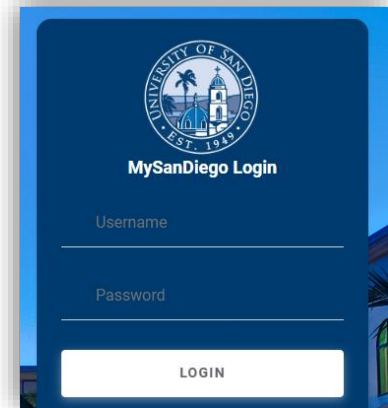 UNIVERSITY OF SAN DIEGO
• EST. 1949 •
MySanDiego Login
Username
Password
LOGIN